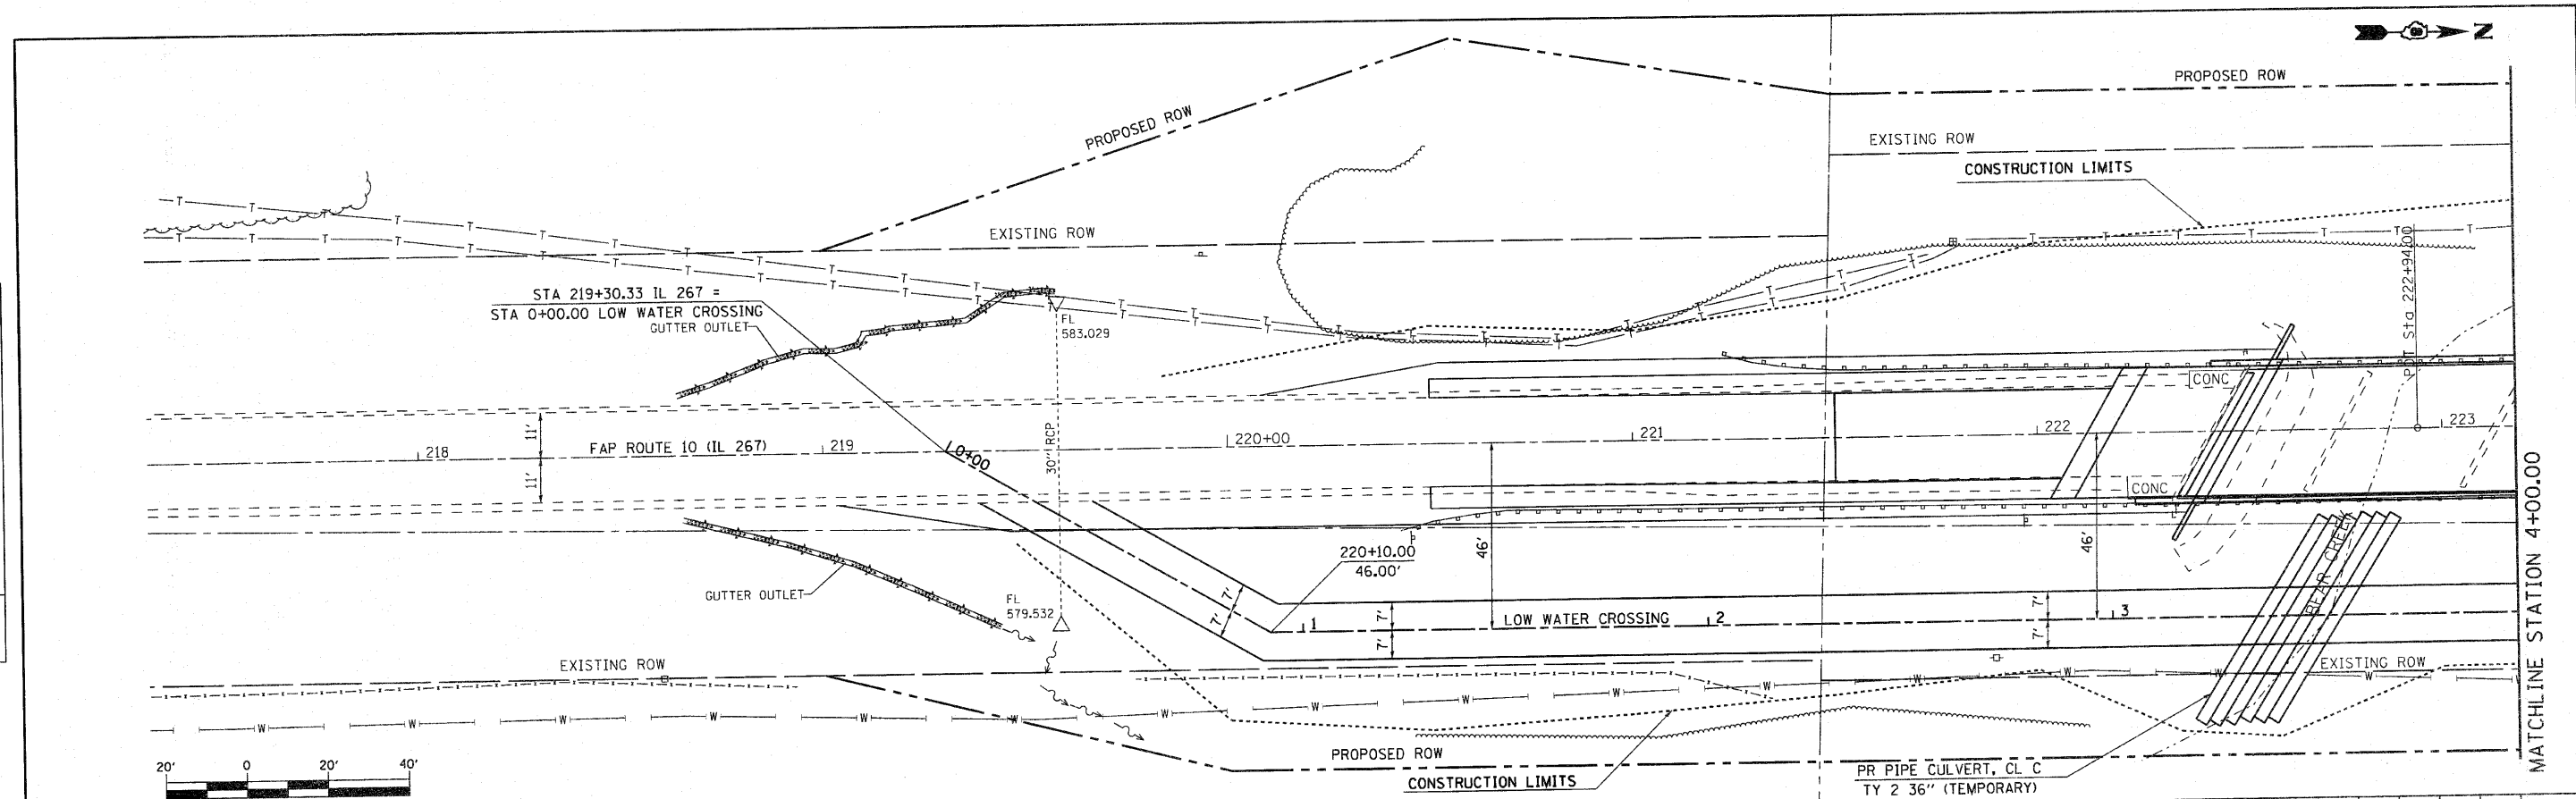 N
PROPOSED ROW
PROPOSED ROW
EXISTING ROW
CONSTRUCTION LIMITS
EXISTING ROW
STA 219+30.33 IL 267 =
STA 0+00.00 LOW WATER CROSSING
GUTTER OUTLET
FL
583.029
POT Sta 222+94.00
CONC
11'
11'
218
FAP ROUTE 10 (IL 267)
219
0+00
30" RCP
220+00
221
222
223
CONC
220+10.00
46.00'
46'
46'
GUTTER OUTLET
FL
579.532
7'
7'
1
7'
7'
LOW WATER CROSSING
2
7'
7'
3
BEAR CREEK
MATCHLINE STATION 4+00.00
EXISTING ROW
EXISTING ROW
T T T T T T T T T T T T T T T T T T T T
W W W W W W W W W W W W W W W
PROPOSED ROW
CONSTRUCTION LIMITS
PR PIPE CULVERT, CL C
TY 2 36" (TEMPORARY)
20' 0 20' 40'